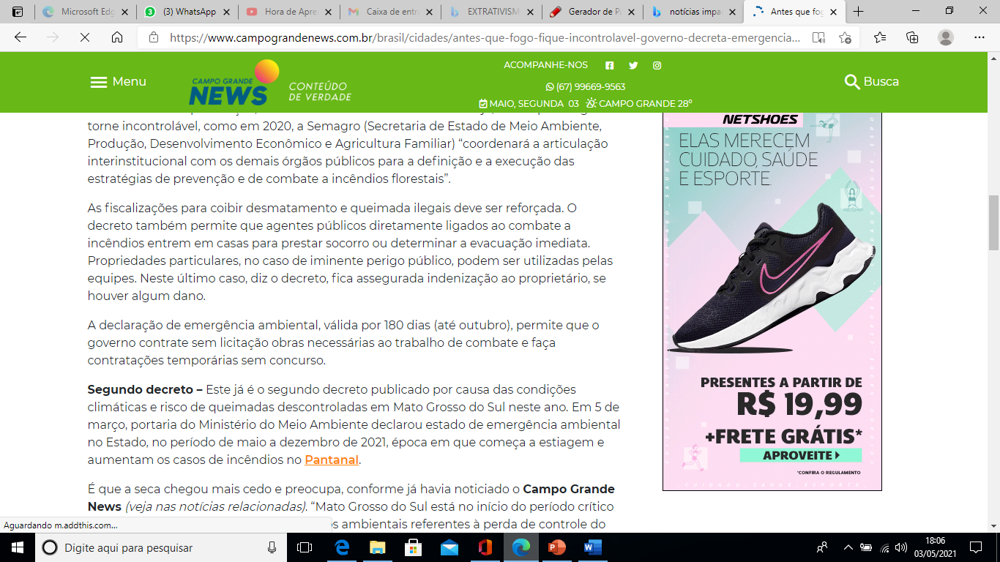 Microsoft Edg
(3) WhatsApp
Hora de Apre
Caixa de entr
EXTRATIVISM
Gerador de Pa
notícias impa
Antes que fog
https://www.campograndenews.com.br/brasil/cidades/antes-que-fogo-fique-incontrolavel-governo-decreta-emergencia...
Menu
CAMPO GRANDE
NEWS
CONTEÚDO
DE VERDADE
ACOMPANHE-NOS
(67) 99669-9563
MAIO, SEGUNDA 03 CAMPO GRANDE 28º
Busca
torne incontrolável, como em 2020, a Semagro (Secretaria de Estado de Meio Ambiente,
Produção, Desenvolvimento Econômico e Agricultura Familiar) “coordenará a articulação
interinstitucional com os demais órgãos públicos para a definição e a execução das
estratégias de prevenção e de combate a incêndios florestais”.
As fiscalizações para coibir desmatamento e queimada ilegais deve ser reforçada. O
decreto também permite que agentes públicos diretamente ligados ao combate a
incêndios entrem em casas para prestar socorro ou determinar a evacuação imediata.
Propriedades particulares, no caso de iminente perigo público, podem ser utilizadas pelas
equipes. Neste último caso, diz o decreto, fica assegurada indenização ao proprietário, se
houver algum dano.
A declaração de emergência ambiental, válida por 180 dias (até outubro), permite que o
governo contrate sem licitação obras necessárias ao trabalho de combate e faça
contratações temporárias sem concurso.
Segundo decreto – Este já é o segundo decreto publicado por causa das condições
climáticas e risco de queimadas descontroladas em Mato Grosso do Sul neste ano. Em 5 de
março, portaria do Ministério do Meio Ambiente declarou estado de emergência ambiental
no Estado, no período de maio a dezembro de 2021, época em que começa a estiagem e
aumentam os casos de incêndios no Pantanal.
É que a seca chegou mais cedo e preocupa, conforme já havia noticiado o Campo Grande
News (veja nas notícias relacionadas). “Mato Grosso do Sul está no início do período crítico
os ambientais referentes à perda de controle do
NETSHOES
ELAS MERECEM
CUIDADO, SAÚDE
E ESPORTE
PRESENTES A PARTIR DE
R$ 19,99
+FRETE GRÁTIS*
APROVEITE
*CONFIRA O REGULAMENTO
CUIDADO SAÚDE ESPORTE
Aguardando m.addthis.com...
Digite aqui para pesquisar
18:06
03/05/2021